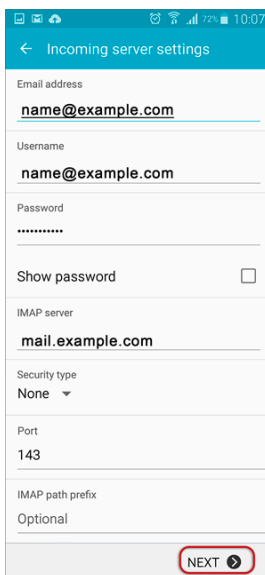 72% 10:07
Incoming server settings
Email address
name@example.com
Username
name@example.com
Password
•••••••••••
Show password
IMAP server
mail.example.com
Security type
None
Port
143
IMAP path prefix
Optional
NEXT